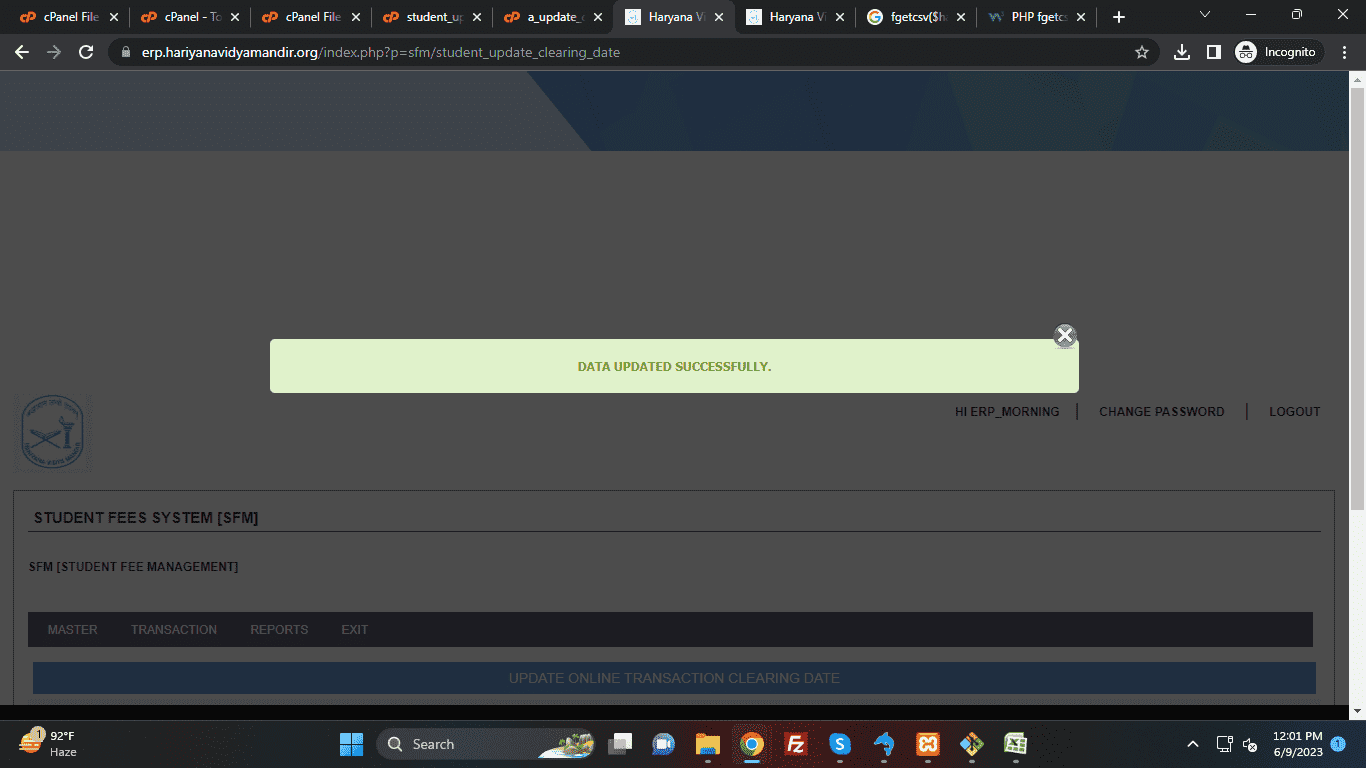 cPanel File
cPanel - To
cPanel File
student_up
a_update_
Haryana Vi
Haryana Vi
fgetcsv($ha
PHP fgetcs
erp.hariyanavidyamandir.org/index.php?p=sfm/student_update_clearing_date
Incognito
DATA UPDATED SUCCESSFULLY.
HI ERP_MORNING
CHANGE PASSWORD
LOGOUT
STUDENT FEES SYSTEM [SFM]
SFM [STUDENT FEE MANAGEMENT]
MASTER TRANSACTION REPORTS EXIT
UPDATE ONLINE TRANSACTION CLEARING DATE
1
92°F
Haze
Search
12:01 PM
6/9/2023
1